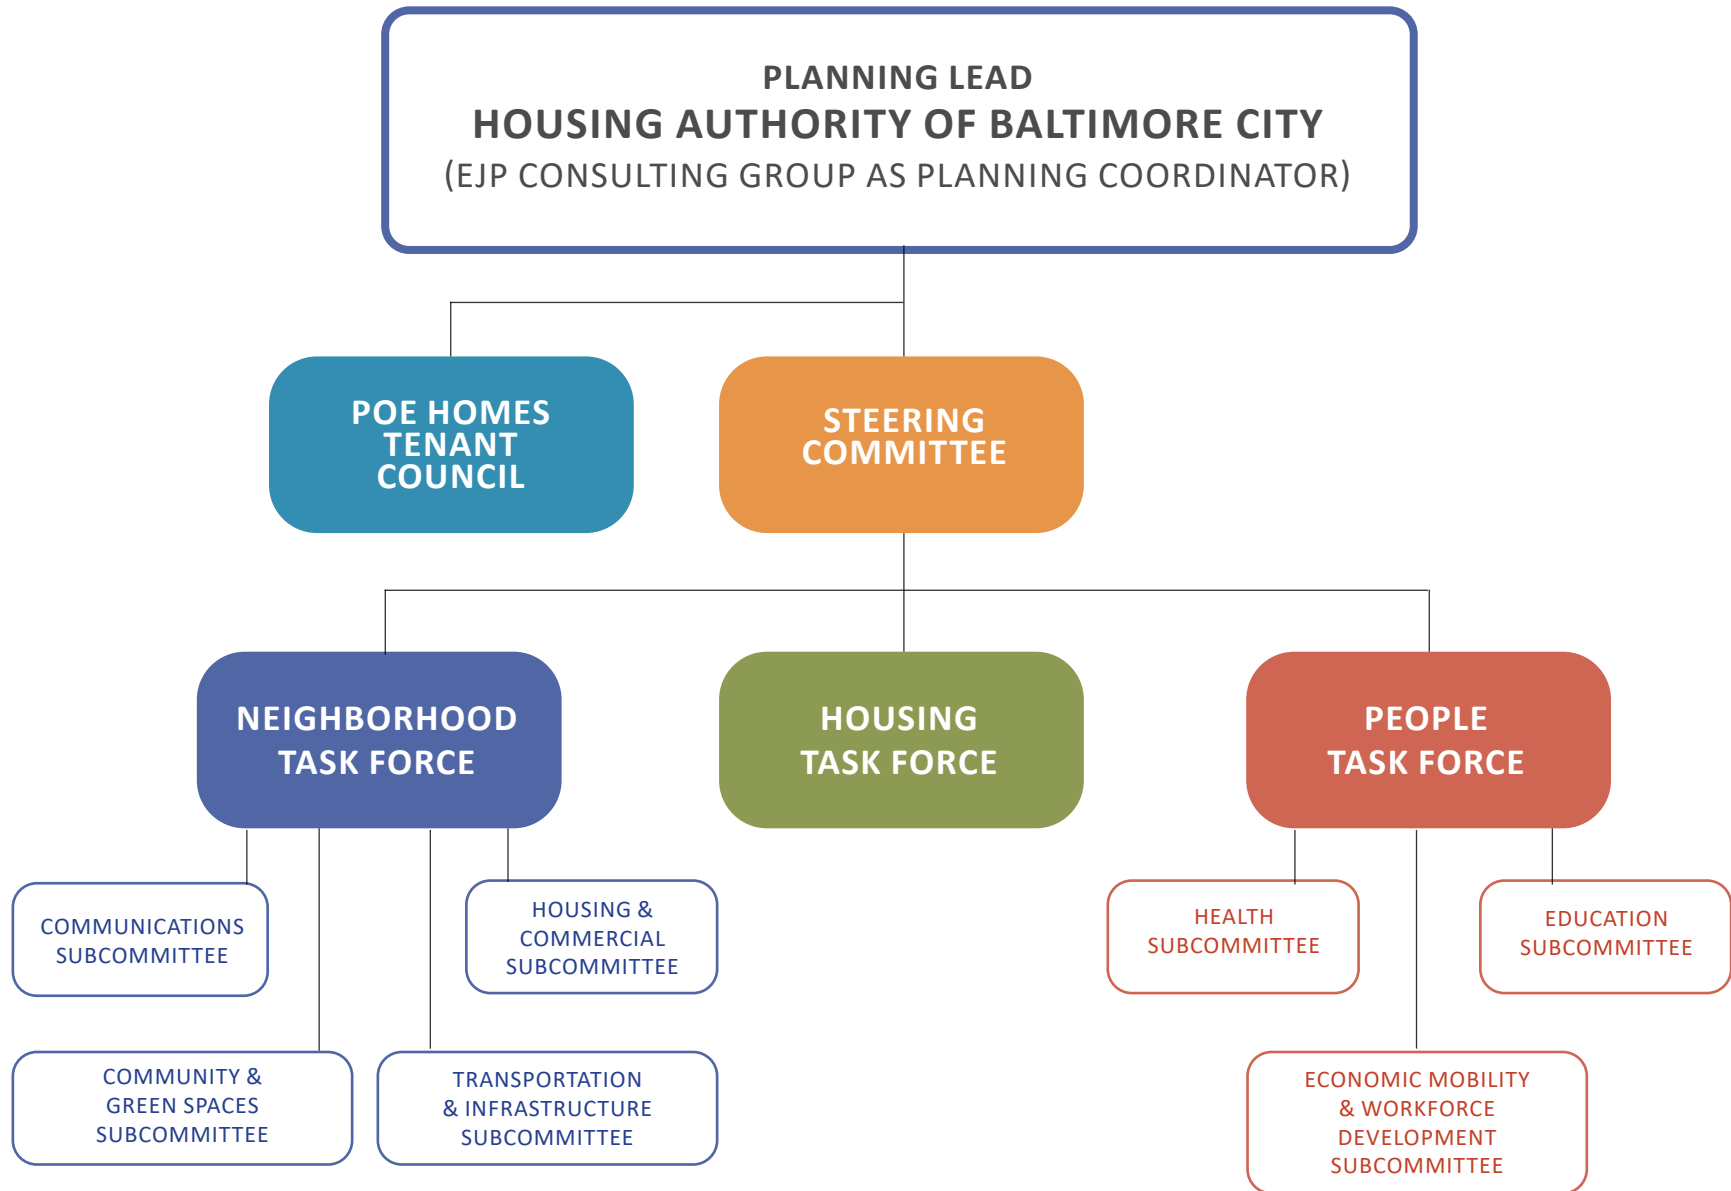 PLANNING LEAD
HOUSING AUTHORITY OF BALTIMORE CITY
(EJP CONSULTING GROUP AS PLANNING COORDINATOR)
POE HOMES
TENANT
COUNCIL
STEERING
COMMITTEE
NEIGHBORHOOD
TASK FORCE
HOUSING
TASK FORCE
PEOPLE
TASK FORCE
COMMUNICATIONS
SUBCOMMITTEE
HOUSING &
COMMERCIAL
SUBCOMMITTEE
HEALTH
SUBCOMMITTEE
EDUCATION
SUBCOMMITTEE
COMMUNITY &
GREEN SPACES
SUBCOMMITTEE
TRANSPORTATION
& INFRASTRUCTURE
SUBCOMMITTEE
ECONOMIC MOBILITY
& WORKFORCE
DEVELOPMENT
SUBCOMMITTEE